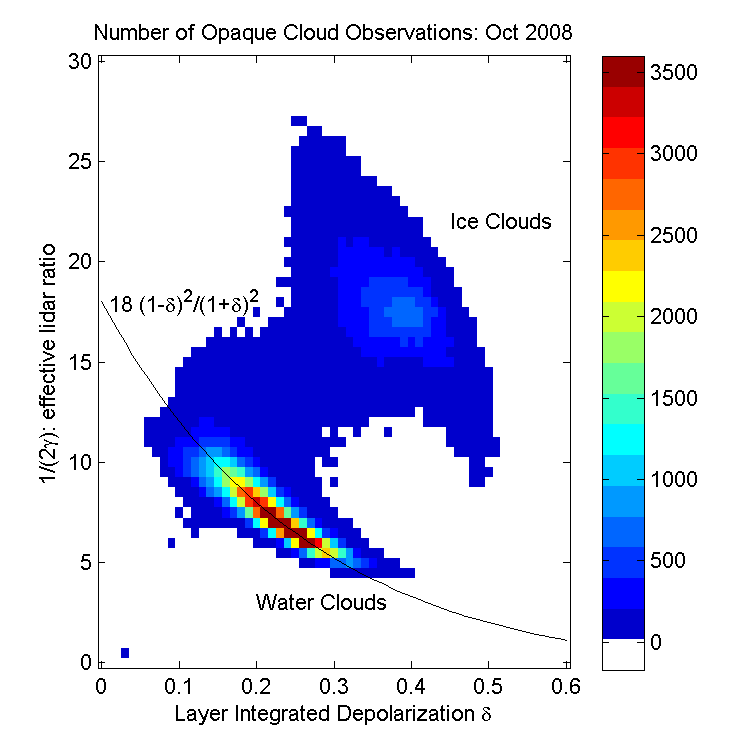 Number of Opaque Cloud Observations: Oct 2008
30
25
20
15
10
5
0
1/(2γ): effective lidar ratio
Ice Clouds
18 (1-δ)²/(1+δ)²
Water Clouds
0 0.1 0.2 0.3 0.4 0.5 0.6
Layer Integrated Depolarization δ
3500
3000
2500
2000
1500
1000
500
0